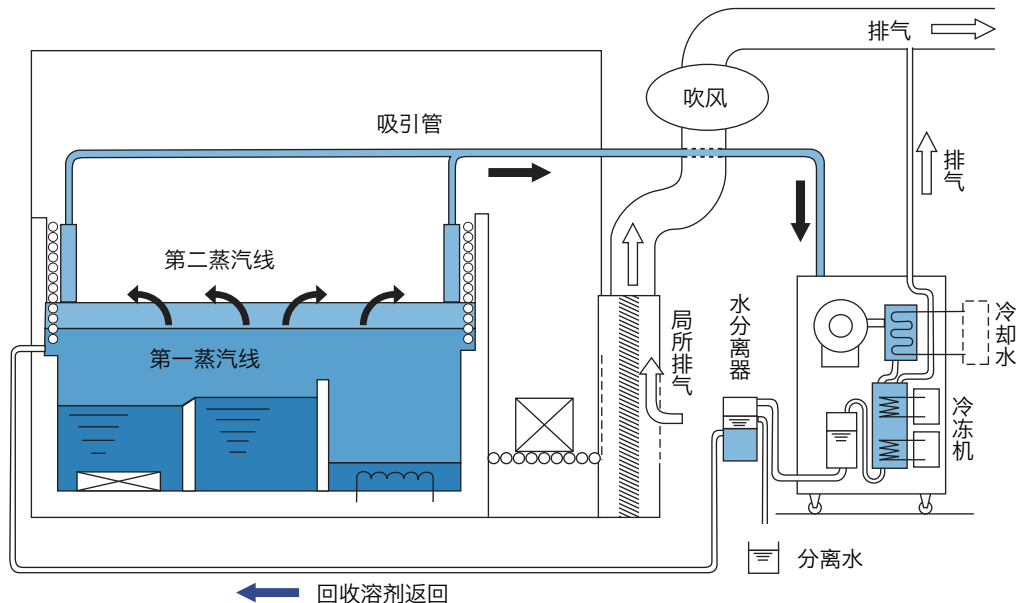 排气
吹风
吸引管
排气
第二蒸汽线
水分离器
局所排气
冷却水
第一蒸汽线
冷冻机
分离水
回收溶剂返回